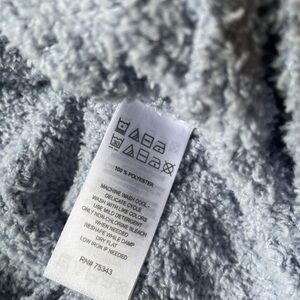 100 % POLYESTER
MACHINE WASH COOL -
DELICATE CYCLE
WASH WITH LIKE COLORS
USE MILD DETERGENT
ONLY NON-CHLORINE BLEACH
WHEN NEEDED
RESHAPE WHILE DAMP
DRY FLAT
LOW IRON IF NEEDED
RN# 75343